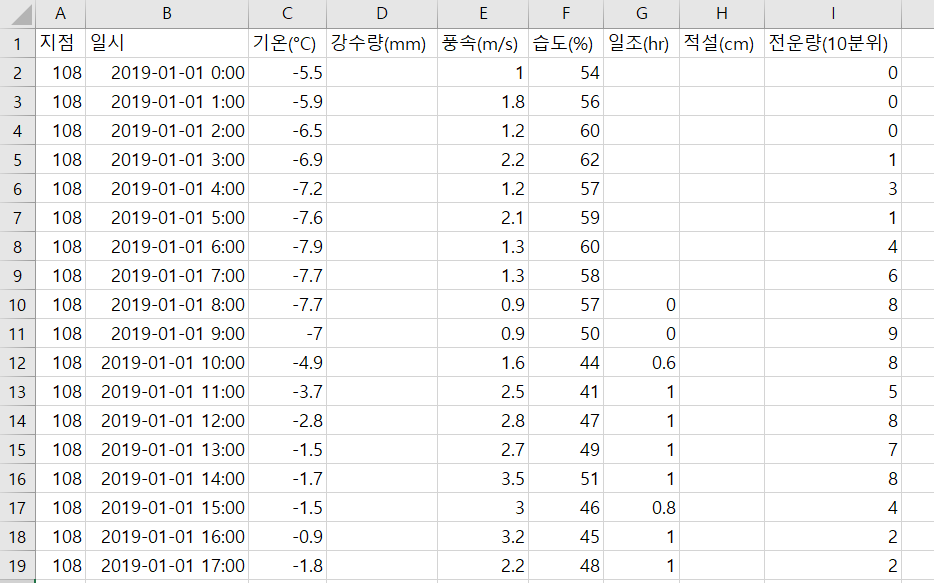 A B C D E F G H I
1 지점 일시 기온(°C) 강수량(mm) 풍속(m/s) 습도(%) 일조(hr) 적설(cm) 전운량(10분위)
2 108 2019-01-01 0:00 -5.5 1 54 0
3 108 2019-01-01 1:00 -5.9 1.8 56 0
4 108 2019-01-01 2:00 -6.5 1.2 60 0
5 108 2019-01-01 3:00 -6.9 2.2 62 1
6 108 2019-01-01 4:00 -7.2 1.2 57 3
7 108 2019-01-01 5:00 -7.6 2.1 59 1
8 108 2019-01-01 6:00 -7.9 1.3 60 4
9 108 2019-01-01 7:00 -7.7 1.3 58 6
10 108 2019-01-01 8:00 -7.7 0.9 57 0 8
11 108 2019-01-01 9:00 -7 0.9 50 0 9
12 108 2019-01-01 10:00 -4.9 1.6 44 0.6 8
13 108 2019-01-01 11:00 -3.7 2.5 41 1 5
14 108 2019-01-01 12:00 -2.8 2.8 47 1 8
15 108 2019-01-01 13:00 -1.5 2.7 49 1 7
16 108 2019-01-01 14:00 -1.7 3.5 51 1 8
17 108 2019-01-01 15:00 -1.5 3 46 0.8 4
18 108 2019-01-01 16:00 -0.9 3.2 45 1 2
19 108 2019-01-01 17:00 -1.8 2.2 48 1 2